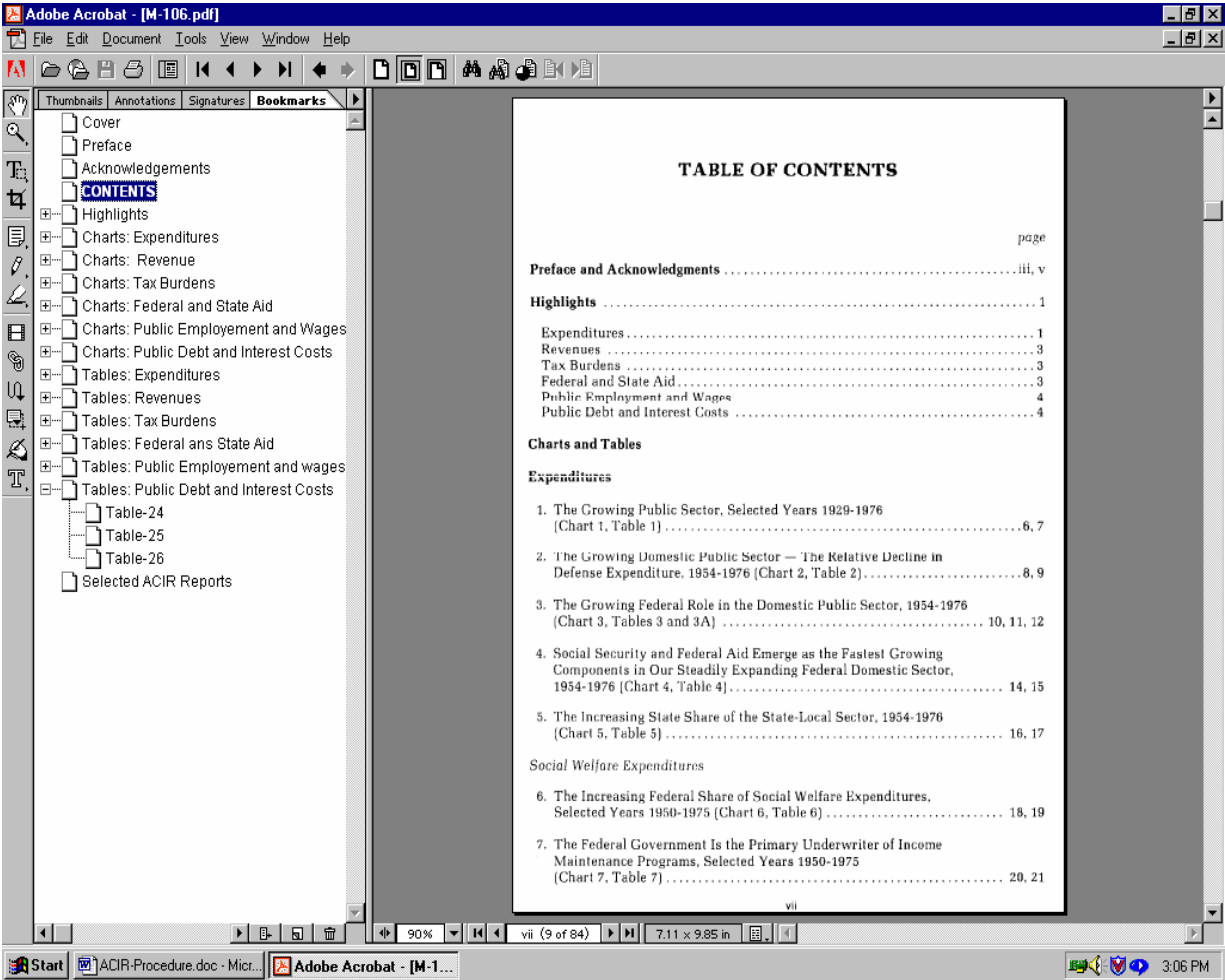 Adobe Acrobat - [M-106.pdf]
File Edit Document Tools View Window Help
Thumbnails Annotations Signatures Bookmarks
Cover
Preface
Acknowledgements
CONTENTS
Highlights
Charts: Expenditures
Charts: Revenue
Charts: Tax Burdens
Charts: Federal and State Aid
Charts: Public Employement and Wages
Charts: Public Debt and Interest Costs
Tables: Expenditures
Tables: Revenues
Tables: Tax Burdens
Tables: Federal ans State Aid
Tables: Public Employement and wages
Tables: Public Debt and Interest Costs
Table-24
Table-25
Table-26
Selected ACIR Reports
TABLE OF CONTENTS
page
Preface and Acknowledgments ........................................ iii, v
Highlights ........................................ 1
Expenditures ........................................ 1
Revenues ........................................ 3
Tax Burdens ........................................ 3
Federal and State Aid ........................................ 3
Public Employment and Wages 4
Public Debt and Interest Costs ........................................ 4
Charts and Tables
Expenditures
1. The Growing Public Sector, Selected Years 1929-1976
(Chart 1, Table 1) ........................................ 6, 7
2. The Growing Domestic Public Sector — The Relative Decline in
Defense Expenditure, 1954-1976 (Chart 2, Table 2) .................... 8, 9
3. The Growing Federal Role in the Domestic Public Sector, 1954-1976
(Chart 3, Tables 3 and 3A) ........................................ 10, 11, 12
4. Social Security and Federal Aid Emerge as the Fastest Growing
Components in Our Steadily Expanding Federal Domestic Sector,
1954-1976 (Chart 4, Table 4) ........................................ 14, 15
5. The Increasing State Share of the State-Local Sector, 1954-1976
(Chart 5, Table 5) ........................................ 16, 17
Social Welfare Expenditures
6. The Increasing Federal Share of Social Welfare Expenditures,
Selected Years 1950-1975 (Chart 6, Table 6) .................... 18, 19
7. The Federal Government Is the Primary Underwriter of Income
Maintenance Programs, Selected Years 1950-1975
(Chart 7, Table 7) ........................................ 20, 21
vii
90% vii (9 of 84) 7.11 x 9.85 in
Start ACIR-Procedure.doc - Micr... Adobe Acrobat - [M-1... 3:06 PM